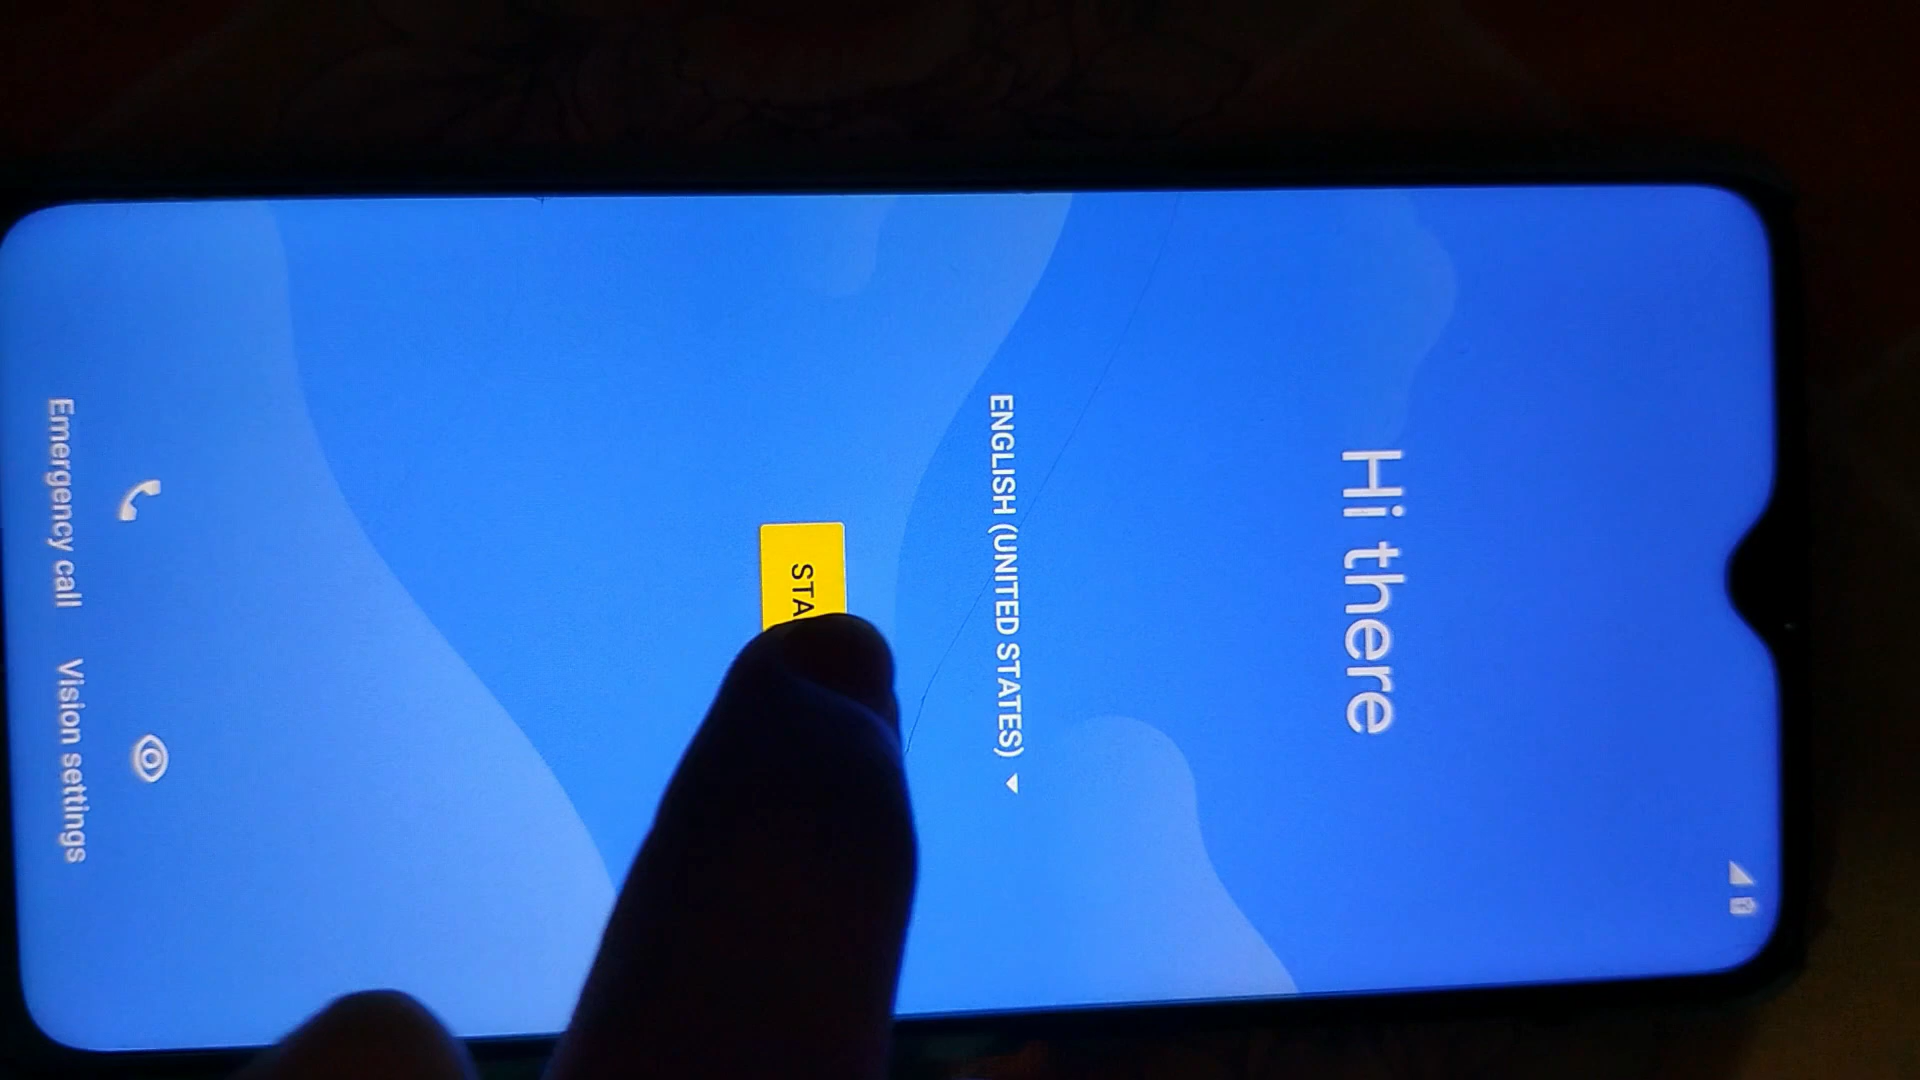 Hi there
ENGLISH (UNITED STATES)
STA
Emergency call
Vision settings